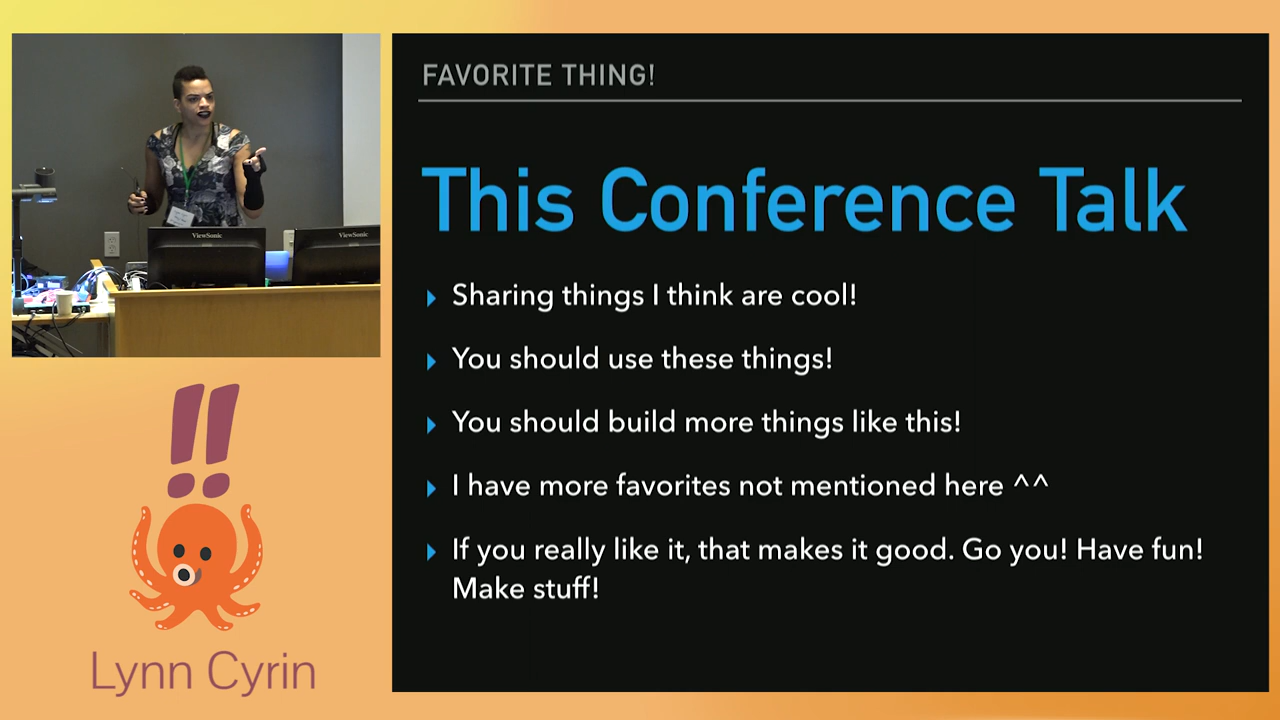 FAVORITE THING!
This Conference Talk
Sharing things I think are cool!
You should use these things!
You should build more things like this!
I have more favorites not mentioned here ^^
If you really like it, that makes it good. Go you! Have fun!
Make stuff!
ViewSonic
ViewSonic
!!
Lynn Cyrin